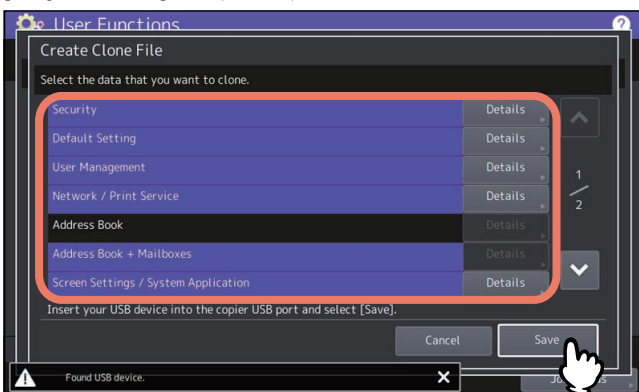 User Functions
?
Create Clone File
Select the data that you want to clone.
Security Details
Default Setting Details
User Management Details
Network / Print Service Details
Address Book Details
Address Book + Mailboxes Details
Screen Settings / System Application Details
1
2
Insert your USB device into the copier USB port and select [Save].
Cancel Save
Found USB device.